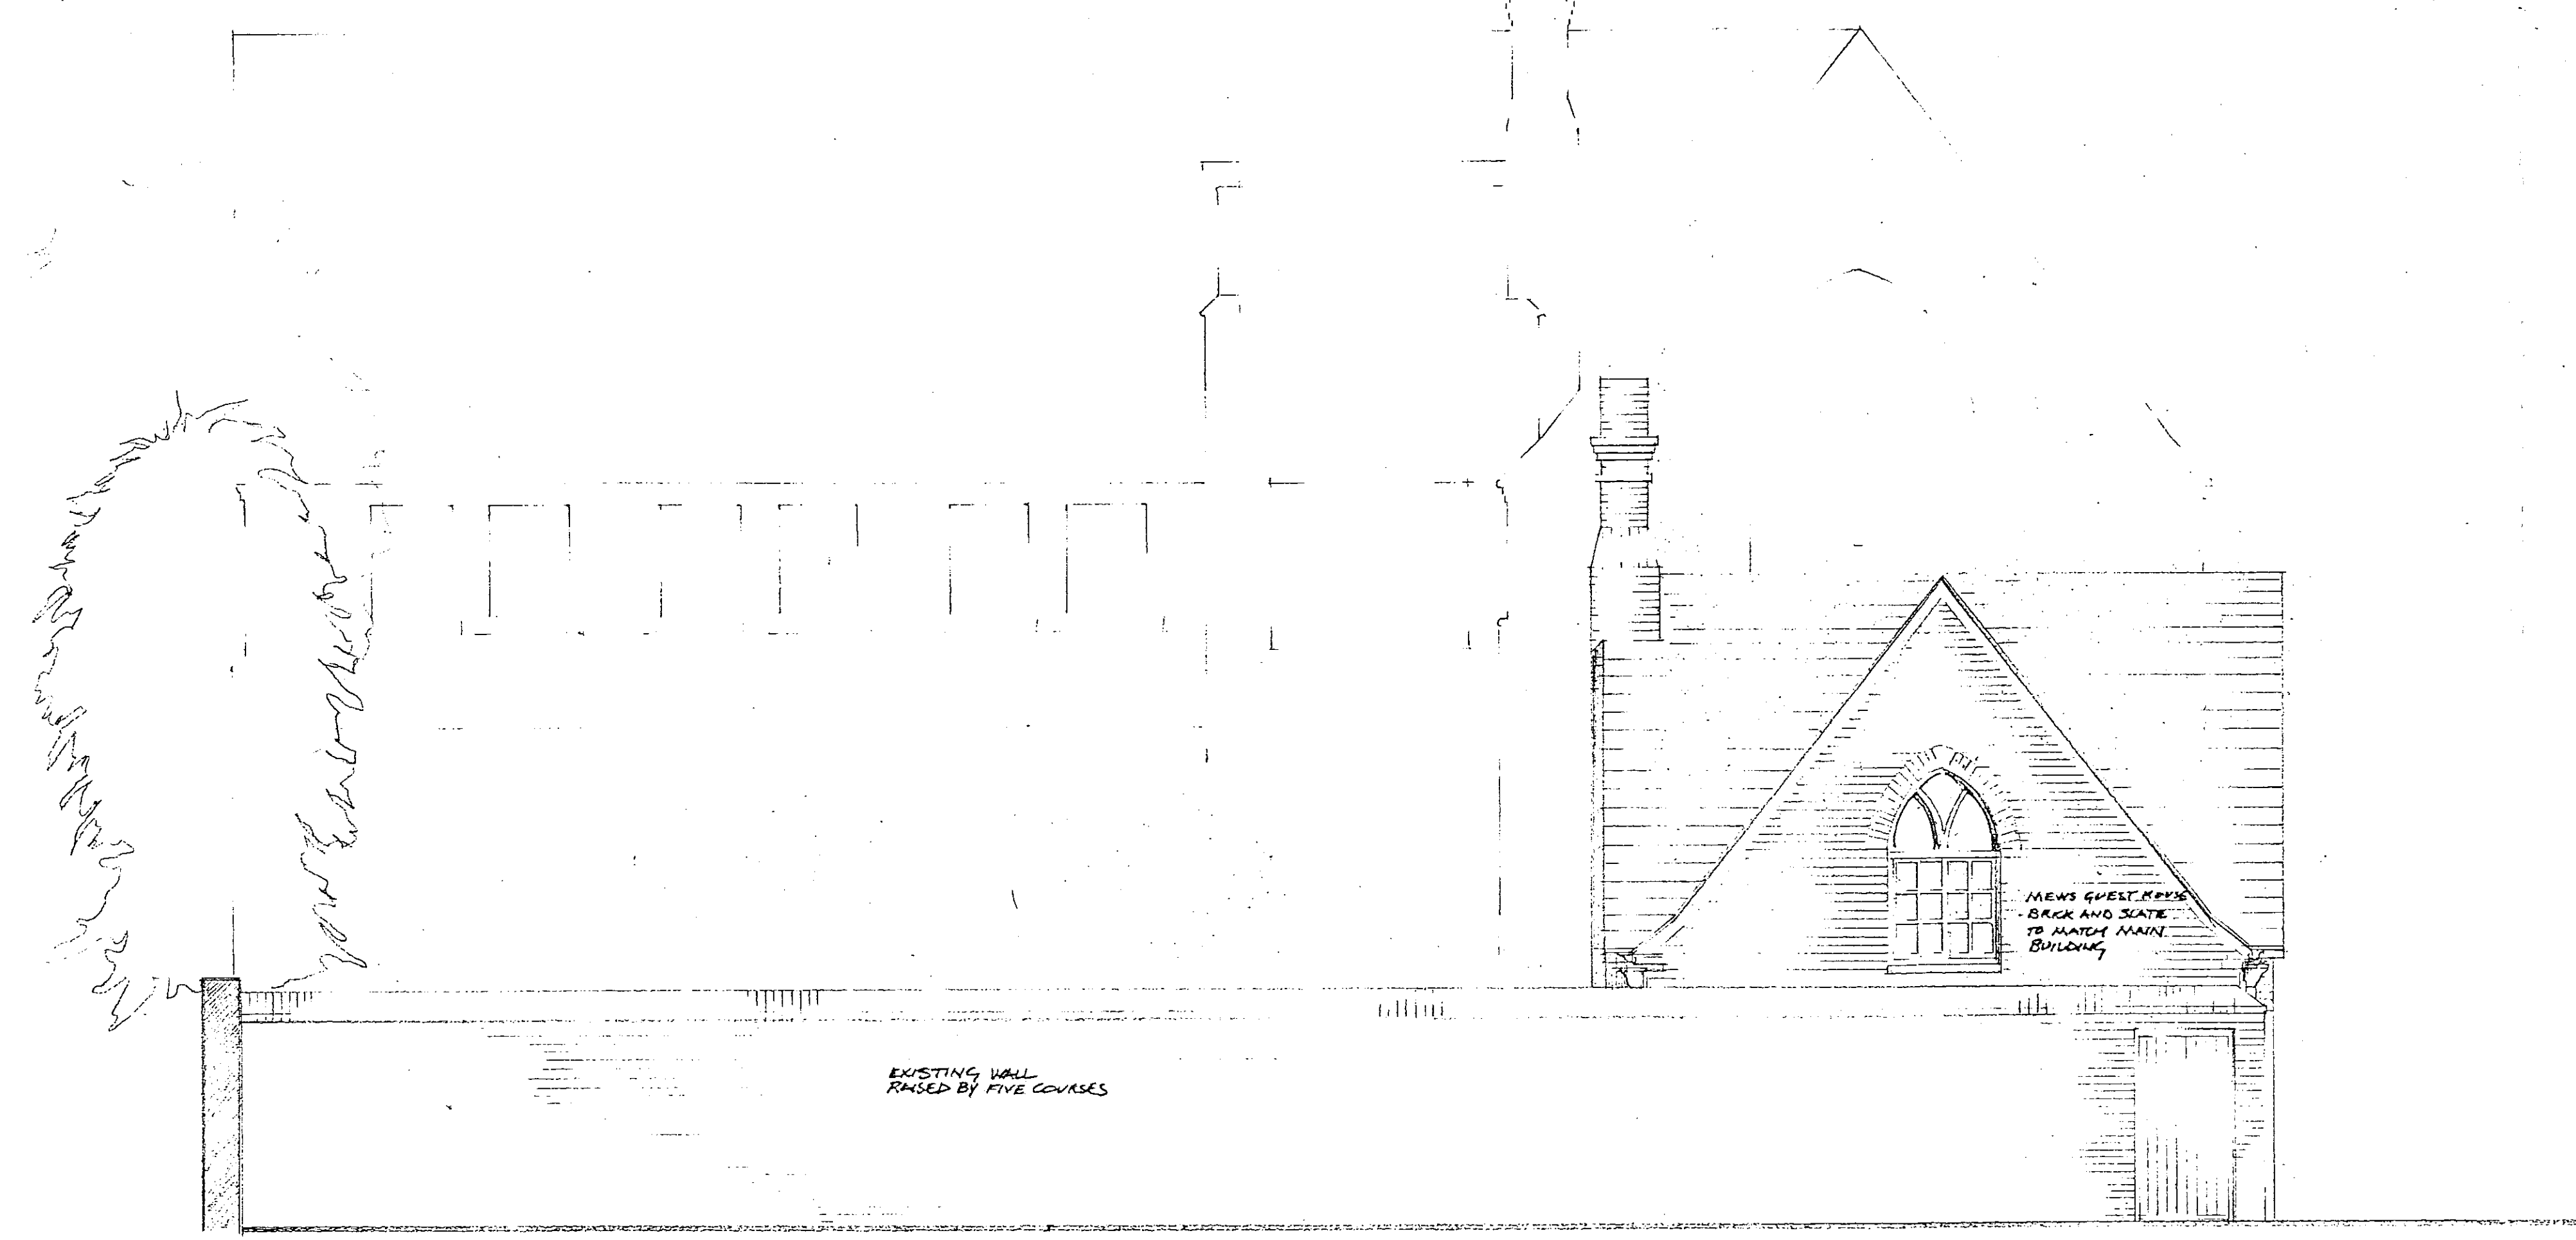 MEWS GUEST HOUSE
BRICK AND SLATE
TO MATCH MAIN
BUILDING
EXISTING WALL
RAISED BY FIVE COURSES